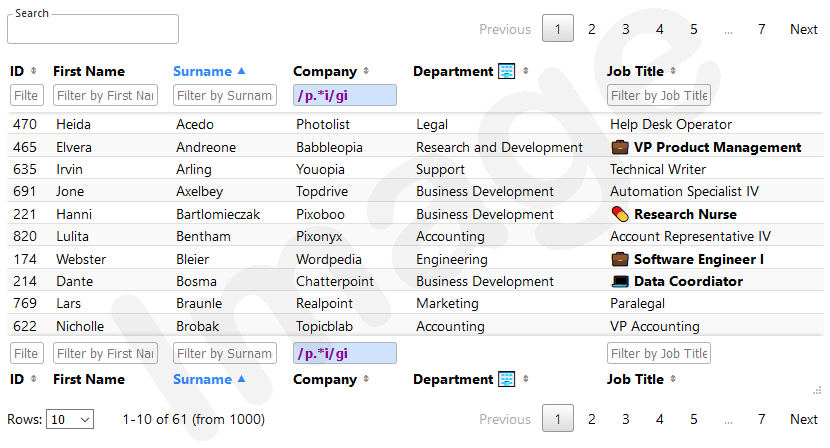 Search
Previous 1 2 3 4 5 ... 7 Next
ID First Name Surname Company Department Job Title
Filte Filter by First Nar Filter by Surnam /p.*i/gi Filter by Job Title
470 Heida Acedo Photolist Legal Help Desk Operator
465 Elvera Andreone Babbleopia Research and Development VP Product Management
635 Irvin Arling Youopia Support Technical Writer
691 Jone Axelbey Topdrive Business Development Automation Specialist IV
221 Hanni Bartlomieczak Pixoboo Business Development Research Nurse
820 Lulita Bentham Pixonyx Accounting Account Representative IV
174 Webster Bleier Wordpedia Engineering Software Engineer I
214 Dante Bosma Chatterpoint Business Development Data Coordiator
769 Lars Braunle Realpoint Marketing Paralegal
622 Nicholle Brobak Topicblab Accounting VP Accounting
Filte Filter by First Nar Filter by Surnam /p.*i/gi Filter by Job Title
ID First Name Surname Company Department Job Title
Rows: 10 1-10 of 61 (from 1000) Previous 1 2 3 4 5 ... 7 Next
Image